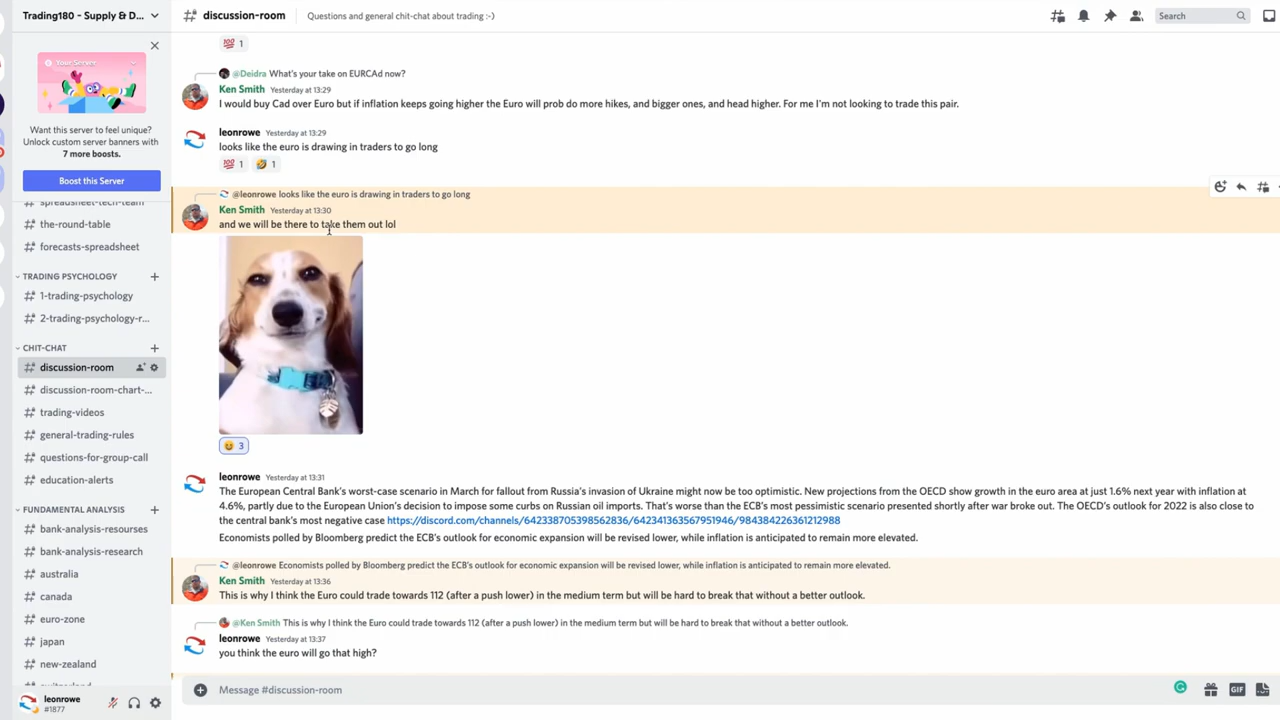 Trading180 - Supply & D...
Your Server
Want this server to feel unique?
Unlock custom server banners with
7 more boosts.
Boost this Server
spreadsheet-tech-team
the-round-table
forecasts-spreadsheet
TRADING PSYCHOLOGY
1-trading-psychology
2-trading-psychology-r...
CHIT-CHAT
discussion-room
discussion-room-chart-...
trading-videos
general-trading-rules
questions-for-group-call
education-alerts
FUNDAMENTAL ANALYSIS
bank-analysis-resourses
bank-analysis-research
australia
canada
euro-zone
japan
new-zealand
leonrowe
#1877
discussion-room
Questions and general chit-chat about trading :-)
Search
1
@Deidra What's your take on EURCAd now?
Ken Smith Yesterday at 13:29
I would buy Cad over Euro but if inflation keeps going higher the Euro will prob do more hikes, and bigger ones, and head higher. For me I'm not looking to trade this pair.
leonrowe Yesterday at 13:29
looks like the euro is drawing in traders to go long
1 1
@leonrowe looks like the euro is drawing in traders to go long
Ken Smith Yesterday at 13:30
and we will be there to take them out lol
3
leonrowe Yesterday at 13:31
The European Central Bank's worst-case scenario in March for fallout from Russia's invasion of Ukraine might now be too optimistic. New projections from the OECD show growth in the euro area at just 1.6% next year with inflation at
4.6%, partly due to the European Union's decision to impose some curbs on Russian oil imports. That's worse than the ECB's most pessimistic scenario presented shortly after war broke out. The OECD's outlook for 2022 is also close to
the central bank's most negative case https://discord.com/channels/642338705398562836/642341363567951946/984384226361212988
Economists polled by Bloomberg predict the ECB's outlook for economic expansion will be revised lower, while inflation is anticipated to remain more elevated.
@leonrowe Economists polled by Bloomberg predict the ECB's outlook for economic expansion will be revised lower, while inflation is anticipated to remain more elevated.
Ken Smith Yesterday at 13:36
This is why I think the Euro could trade towards 112 (after a push lower) in the medium term but will be hard to break that without a better outlook.
@Ken Smith This is why I think the Euro could trade towards 112 (after a push lower) in the medium term but will be hard to break that without a better outlook.
leonrowe Yesterday at 13:37
you think the euro will go that high?
Message #discussion-room
GIF